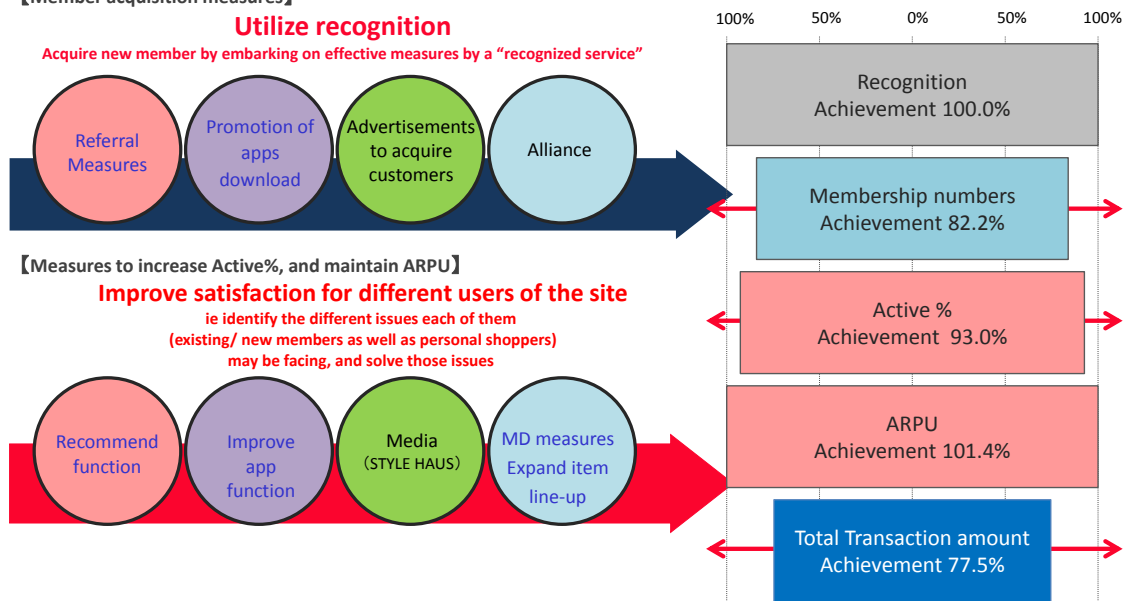 【Member acquisition measures】
Utilize recognition
Acquire new member by embarking on effective measures by a “recognized service”
Referral
Measures
Promotion of
apps
download
Advertisements
to acquire
customers
Alliance
【Measures to increase Active%, and maintain ARPU】
Improve satisfaction for different users of the site
ie identify the different issues each of them
(existing/ new members as well as personal shoppers)
may be facing, and solve those issues
Recommend
function
Improve
app
function
Media
（STYLE HAUS）
MD measures
Expand item
line-up
100% 50% 0% 50% 100%
Recognition
Achievement 100.0%
Membership numbers
Achievement 82.2%
Active %
Achievement 93.0%
ARPU
Achievement 101.4%
Total Transaction amount
Achievement 77.5%